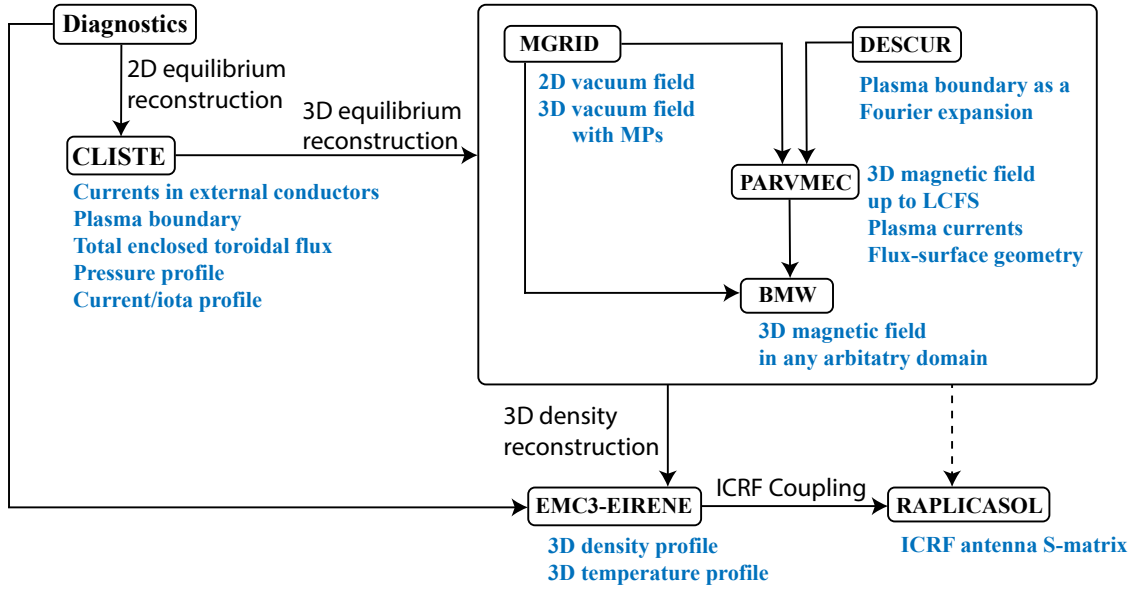 Diagnostics
2D equilibrium
reconstruction
CLISTE
Currents in external conductors
Plasma boundary
Total enclosed toroidal flux
Pressure profile
Current/iota profile
3D equilibrium
reconstruction
MGRID
2D vacuum field
3D vacuum field
with MPs
DESCUR
Plasma boundary as a
Fourier expansion
PARVMEC
3D magnetic field
up to LCFS
Plasma currents
Flux-surface geometry
BMW
3D magnetic field
in any arbitatry domain
3D density
reconstruction
EMC3-EIRENE
3D density profile
3D temperature profile
ICRF Coupling
RAPLICASOL
ICRF antenna S-matrix